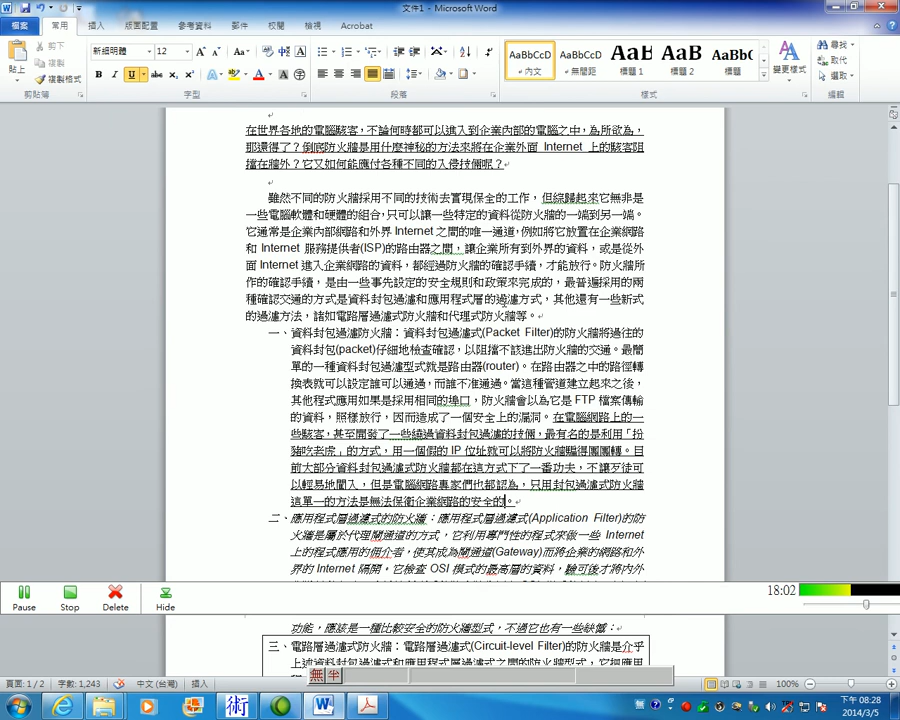 文件1 - Microsoft Word
檔案 常用 插入 版面配置 參考資料 郵件 校閱 檢視 Acrobat
貼上 剪下 複製 複製格式 剪貼簿
新細明體 12 字型
段落
AaBbCcD 內文 AaBbCcD 無間距 AaBb 標題 1 AaBb 標題 2 AaBbC 標題 變更樣式 樣式
尋找 取代 選取 編輯
在世界各地的電腦駭客，不論何時都可以進入到企業內部的電腦之中，為所欲為，
那還得了？倒底防火牆是用什麼神秘的方法來將在企業外面 Internet 上的駭客阻
擋在牆外？它又如何能應付各種不同的入侵技倆呢？
雖然不同的防火牆採用不同的技術去實現保全的工作，但綜歸起來它無非是
一些電腦軟體和硬體的組合，只可以讓一些特定的資料從防火牆的一端到另一端。
它通常是企業內部網路和外界 Internet 之間的唯一通道，例如將它放置在企業網路
和 Internet 服務提供者(ISP)的路由器之間，讓企業所有到外界的資料，或是從外
面 Internet 進入企業網路的資料，都經過防火牆的確認手續，才能放行。防火牆所
作的確認手續，是由一些事先設定的安全規則和政策來完成的，最普遍採用的兩
種確認交通的方式是資料封包過濾和應用程式層的過濾方式，其他還有一些新式
的過濾方法，諸如電路層過濾式防火牆和代理式防火牆等。
一、資料封包過濾防火牆：資料封包過濾式(Packet Filter)的防火牆將過往的
資料封包(packet)仔細地檢查確認，以阻擋不該進出防火牆的交通。最簡
單的一種資料封包過濾型式就是路由器(router)。在路由器之中的路徑轉
換表就可以設定誰可以通過，而誰不准通過。當這種管道建立起來之後，
其他程式應用如果是採用相同的埠口，防火牆會以為它是 FTP 檔案傳輸
的資料，照樣放行，因而造成了一個安全上的漏洞。在電腦網路上的一
些駭客，甚至開發了一些繞過資料封包過濾的技倆，最有名的是利用「扮
豬吃老虎」的方式，用一個假的 IP 位址就可以將防火牆騙得團團轉。目
前大部分資料封包過濾式防火牆都在這方式下了一番功夫，不讓歹徒可
以輕易地闖入，但是電腦網路專家們也都認為，只用封包過濾式防火牆
這單一的方法是無法保衛企業網路的安全的。
二、應用程式層過濾式的防火牆：應用程式層過濾式(Application Filter)的防
火牆是屬於代理閘通道的方式，它利用專門性的程式來做一些 Internet
上的程式應用的佣介者，使其成為閘通道(Gateway)而將企業的網路和外
界的 Internet 隔開。它檢查 OSI 模式的最高層的資料，驗可後才將內外
Pause Stop Delete Hide 18:02
功能，應該是一種比較安全的防火牆型式，不過它也有一些缺憾：
三、電路層過濾式防火牆：電路層過濾式(Circuit-level Filter)的防火牆是介乎
上述資料封包過濾式和應用程式層過濾式之間的防火牆型式，它把應用
無 半
頁面: 1 / 2 字數: 1,243 中文 (台灣) 插入 100%
術 下午 08:28
2014/3/5